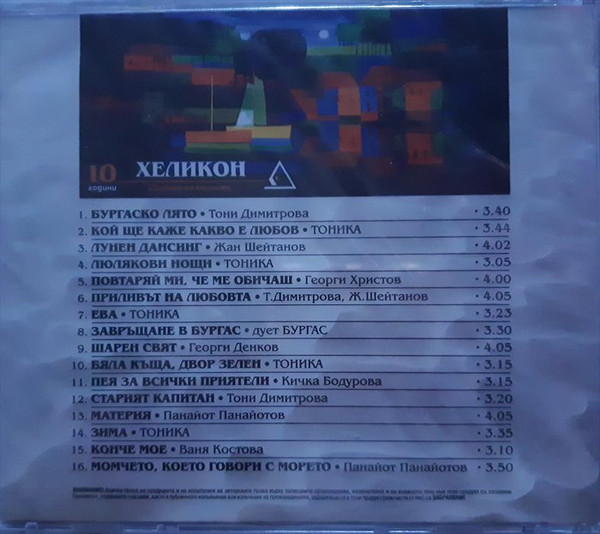 10 ХЕЛИКОН
години
1. БУРГАСКО ЛЯТО • Тони Димитрова • 3.40
2. КОЙ ЩЕ КАЖЕ КАКВО Е ЛЮБОВ • ТОНИКА • 3.44
3. ЛУНЕН ДАНСИНГ • Жан Шейтанов • 4.02
4. ЛЮЛЯКОВИ НОЩИ • ТОНИКА • 3.05
5. ПОВТАРЯЙ МИ, ЧЕ МЕ ОБИЧАШ • Георги Христов • 4.00
6. ПРИЛИВЪТ НА ЛЮБОВТА • Т.Димитрова, Ж.Шейтанов • 4.05
7. ЕВА • ТОНИКА • 3.23
8. ЗАВРЪЩАНЕ В БУРГАС • дует БУРГАС • 3.30
9. ШАРЕН СВЯТ • Георги Денков • 4.05
10. БЯЛА КЪЩА, ДВОР ЗЕЛЕН • ТОНИКА • 3.15
11. ПЕЯ ЗА ВСИЧКИ ПРИЯТЕЛИ • Кичка Бодурова • 3.15
12. СТАРИЯТ КАПИТАН • Тони Димитрова • 3.20
13. МАТЕРИЯ • Панайот Панайотов • 4.05
14. ЗИМА • ТОНИКА • 3.35
15. КОНЧЕ МОЕ • Ваня Костова • 3.10
16. МОМЧЕТО, КОЕТО ГОВОРИ С МОРЕТО • Панайот Панайотов • 3.50